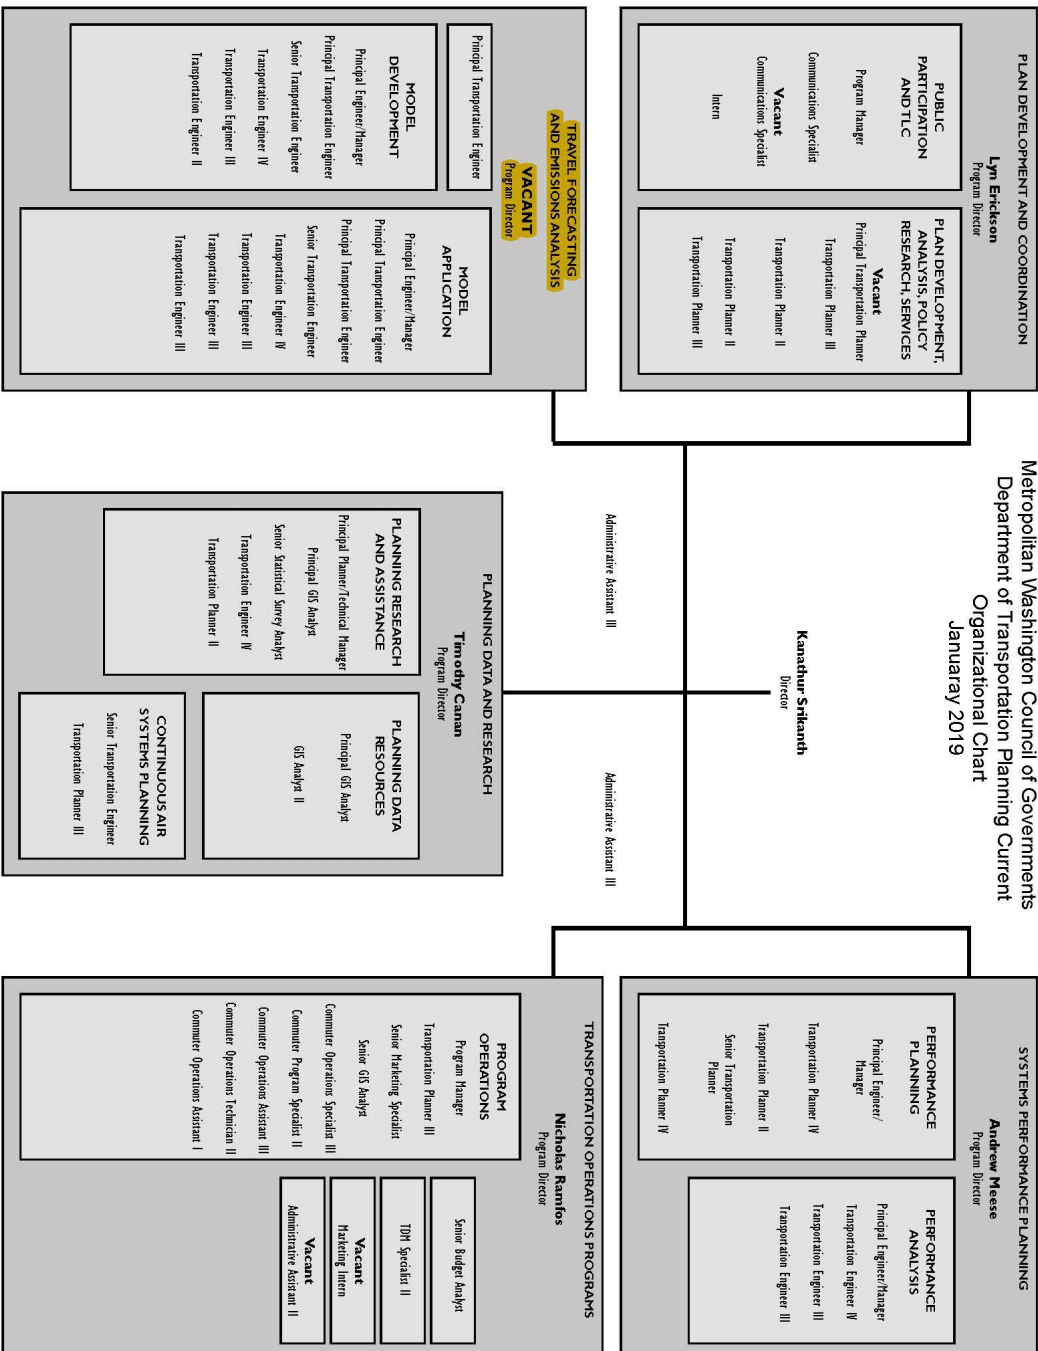 Metropolitan Washington Council of Governments
Department of Transportation Planning Current
Organizational Chart
Januaray 2019
Kanathur Srikanth
Director
Administrative Assistant III
Administrative Assistant III
PLAN DEVELOPMENT AND COORDINATION
Lyn Erickson
Program Director
PUBLIC
PARTICIPATION
AND TLC
Program Manager
Communications Specialist
Vacant
Communications Specialist
Intern
PLAN DEVELOPMENT,
ANALYSIS, POLICY
RESEARCH, SERVICES
Vacant
Principal Transportation Planner
Transportation Planner III
Transportation Planner II
Transportation Planner II
Transportation Planner III
TRAVEL FORECASTING
AND EMISSIONS ANALYSIS
VACANT
Program Director
Principal Transportation Engineer
MODEL
DEVELOPMENT
Principal Engineer/Manager
Principal Transportation Engineer
Senior Transportation Engineer
Transportation Engineer IV
Transportation Engineer III
Transportation Engineer II
MODEL
APPLICATION
Principal Engineer/Manager
Principal Transportation Engineer
Principal Transportation Engineer
Senior Transportation Engineer
Transportation Engineer IV
Transportation Engineer III
Transportation Engineer III
Transportation Engineer III
PLANNING DATA AND RESEARCH
Timothy Canan
Program Director
PLANNING RESEARCH
AND ASSISTANCE
Principal Planner/Technical Manager
Principal GIS Analyst
Senior Statistical Survey Analyst
Transportation Engineer IV
Transportation Planner II
PLANNING DATA
RESOURCES
Principal GIS Analyst
GIS Analyst II
CONTINUOUS AIR
SYSTEMS PLANNING
Senior Transportation Engineer
Transportation Planner III
SYSTEMS PERFORMANCE PLANNING
Andrew Meese
Program Director
PERFORMANCE
PLANNING
Principal Engineer/
Manager
Transportation Planner IV
Transportation Planner II
Senior Transportation
Planner
Transportation Planner IV
PERFORMANCE
ANALYSIS
Principal Engineer/Manager
Transportation Engineer IV
Transportation Engineer III
Transportation Engineer III
TRANSPORTATION OPERATIONS PROGRAMS
Nicholas Ramfos
Program Director
PROGRAM
OPERATIONS
Program Manager
Transportation Planner III
Senior Marketing Specialist
Senior GIS Analyst
Commuter Operations Specialist III
Commuter Program Specialist II
Commuter Operations Assistant III
Commuter Operations Technician II
Commuter Operations Assistant I
Senior Budget Analyst
TDM Specialist II
Vacant
Marketing Intern
Vacant
Administrative Assistant II